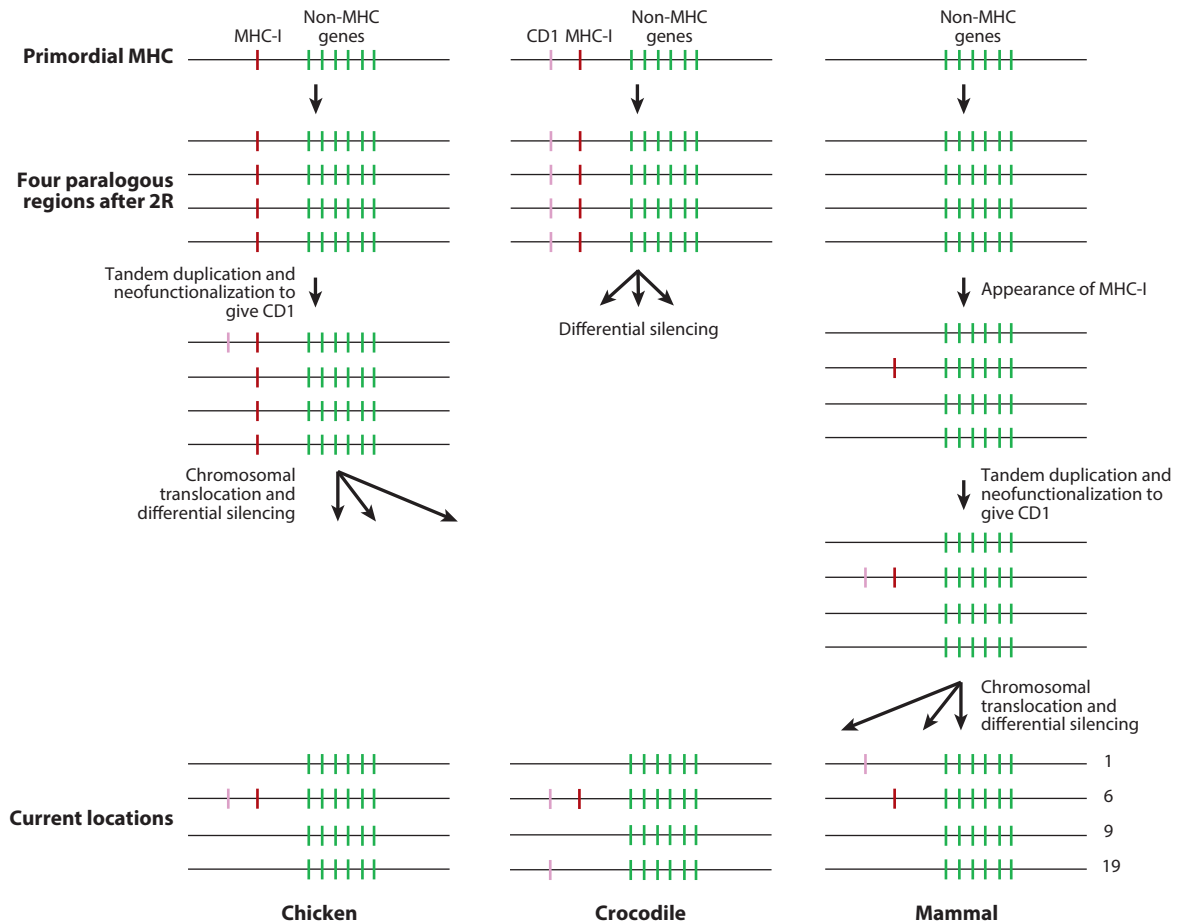 Non-MHC
MHC-I genes
Non-MHC
CD1 MHC-I genes
Non-MHC
genes
Primordial MHC
Four paralogous
regions after 2R
Tandem duplication and
neofunctionalization to
give CD1
Differential silencing
Appearance of MHC-I
Chromosomal
translocation and
differential silencing
Tandem duplication and
neofunctionalization to
give CD1
Chromosomal
translocation and
differential silencing
Current locations
1
6
9
19
Chicken
Crocodile
Mammal